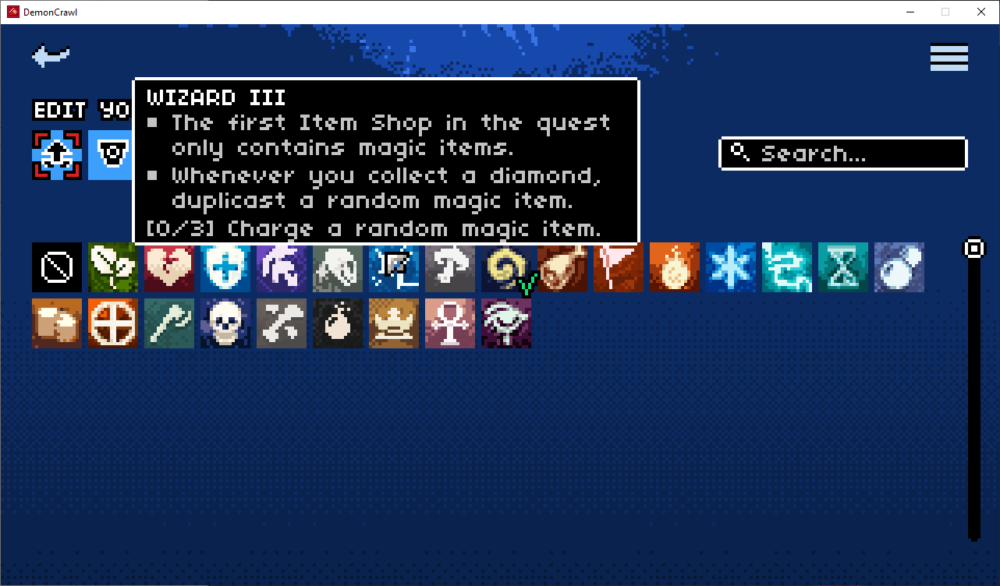 DemonCrawl
EDIT YO
WIZARD III
▪ The first Item Shop in the quest
only contains magic items.
▪ Whenever you collect a diamond,
duplicast a random magic item.
[0/3] Charge a random magic item.
Search...